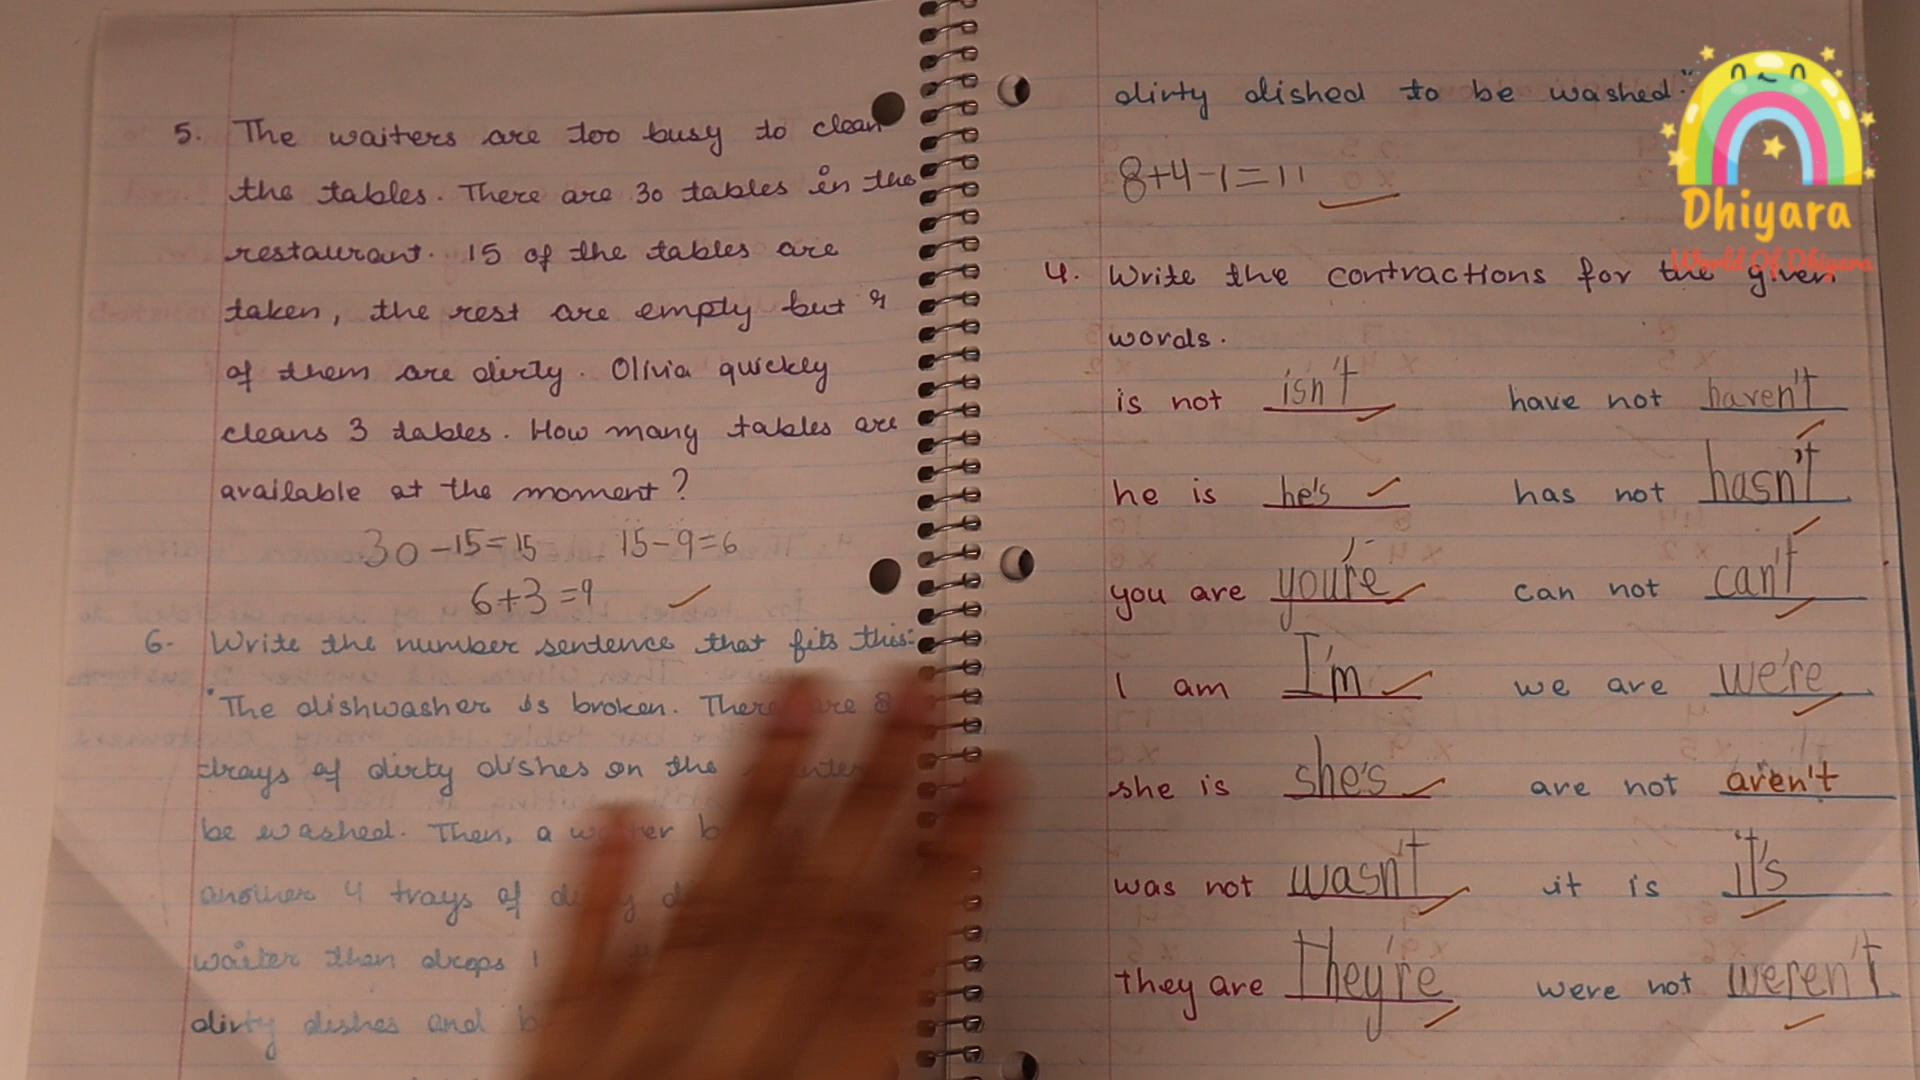 5. The waiters are too busy to clean
the tables. There are 30 tables in the
restaurant. 15 of the tables are
taken, the rest are empty but 9
of them are dirty. Olivia quickly
cleans 3 tables. How many tables are
available at the moment?
30-15=15 15-9=6
6+3=9
6. Write the number sentence that fits this:
"The dishwasher is broken. There are 8
trays of dirty dishes on the
be washed. Then, a waiter
another 4 trays of
waiter then drops 1
dirty dishes and
dirty dished to be washed."
8+4-1=11
4. Write the contractions for the given
words.
is not isn't have not haven't
he is he's has not hasn't
you are you're can not can't
I am I'm we are we're
she is she's are not aren't
was not wasn't it is it's
they are They're were not weren't
Dhiyara
World Of Dhiyara